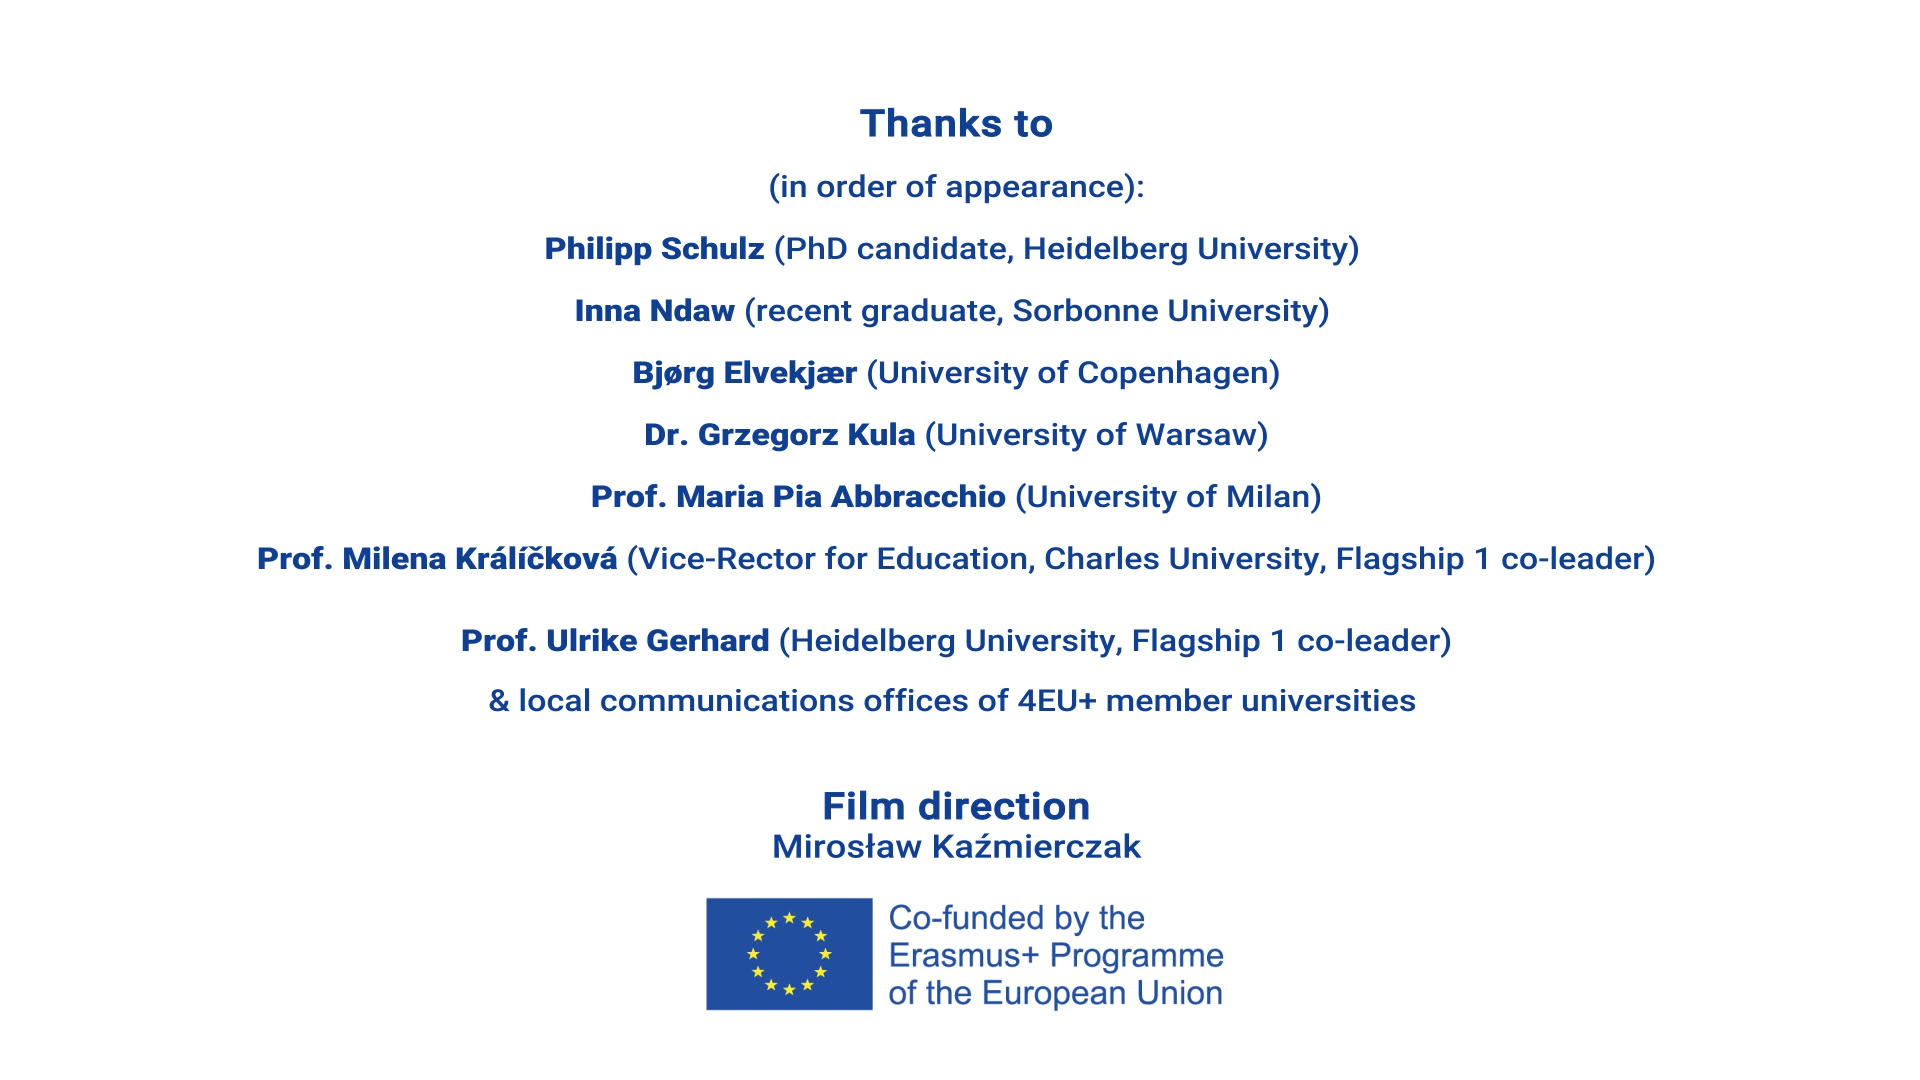 Thanks to
(in order of appearance):
Philipp Schulz (PhD candidate, Heidelberg University)
Inna Ndaw (recent graduate, Sorbonne University)
Bjørg Elvekjær (University of Copenhagen)
Dr. Grzegorz Kula (University of Warsaw)
Prof. Maria Pia Abbracchio (University of Milan)
Prof. Milena Králíčková (Vice-Rector for Education, Charles University, Flagship 1 co-leader)
Prof. Ulrike Gerhard (Heidelberg University, Flagship 1 co-leader)
& local communications offices of 4EU+ member universities
Film direction
Mirosław Kaźmierczak
Co-funded by the
Erasmus+ Programme
of the European Union